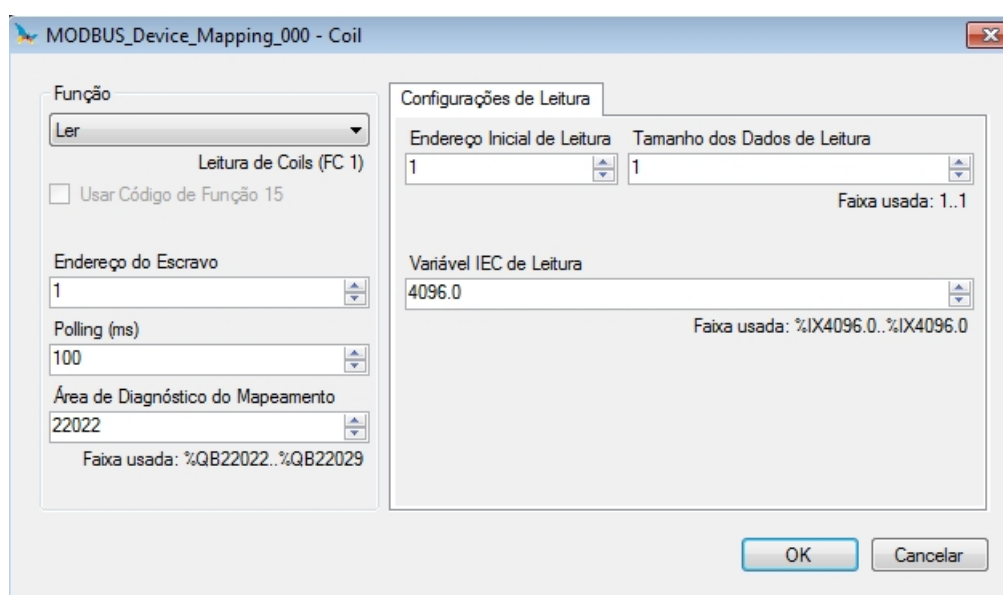 MODBUS_Device_Mapping_000 - Coil
Função
Ler
Leitura de Coils (FC 1)
Usar Código de Função 15
Endereço do Escravo
1
Polling (ms)
100
Área de Diagnóstico do Mapeamento
22022
Faixa usada: %QB22022..%QB22029
Configurações de Leitura
Endereço Inicial de Leitura Tamanho dos Dados de Leitura
1 1
Faixa usada: 1..1
Variável IEC de Leitura
4096.0
Faixa usada: %IX4096.0..%IX4096.0
OK Cancelar